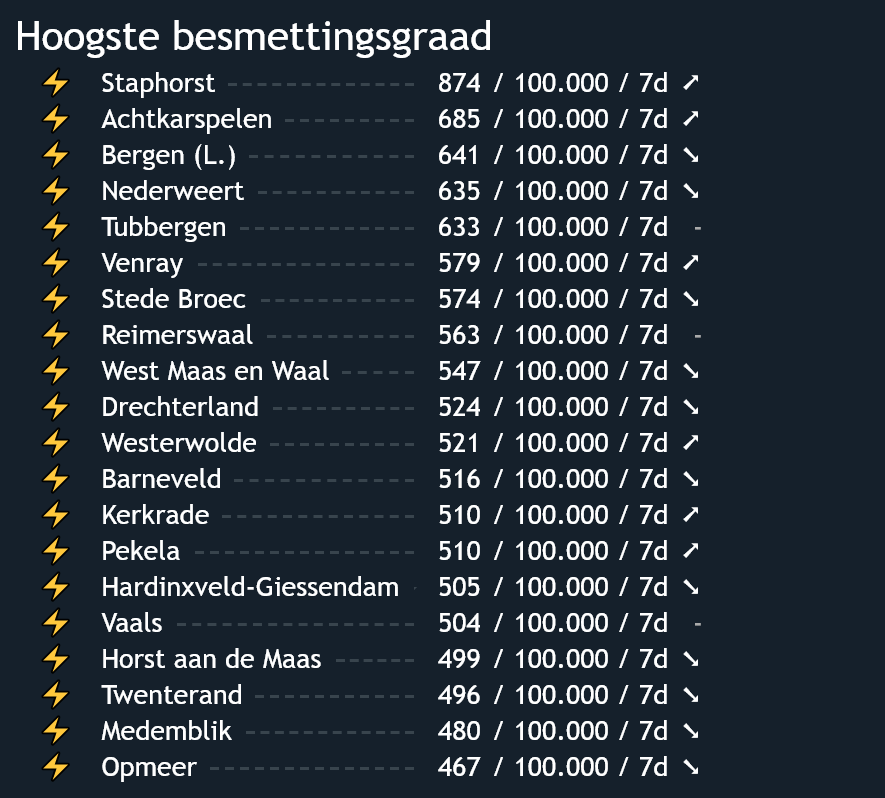 Hoogste besmettingsgraad
⚡ Staphorst 874 / 100.000 / 7d ➚
⚡ Achtkarspelen 685 / 100.000 / 7d ➚
⚡ Bergen (L.) 641 / 100.000 / 7d ➘
⚡ Nederweert 635 / 100.000 / 7d ➘
⚡ Tubbergen 633 / 100.000 / 7d -
⚡ Venray 579 / 100.000 / 7d ➚
⚡ Stede Broec 574 / 100.000 / 7d ➘
⚡ Reimerswaal 563 / 100.000 / 7d -
⚡ West Maas en Waal 547 / 100.000 / 7d ➘
⚡ Drechterland 524 / 100.000 / 7d ➘
⚡ Westerwolde 521 / 100.000 / 7d ➚
⚡ Barneveld 516 / 100.000 / 7d ➘
⚡ Kerkrade 510 / 100.000 / 7d ➚
⚡ Pekela 510 / 100.000 / 7d ➚
⚡ Hardinxveld-Giessendam 505 / 100.000 / 7d ➘
⚡ Vaals 504 / 100.000 / 7d -
⚡ Horst aan de Maas 499 / 100.000 / 7d ➘
⚡ Twenterand 496 / 100.000 / 7d ➘
⚡ Medemblik 480 / 100.000 / 7d ➘
⚡ Opmeer 467 / 100.000 / 7d ➘